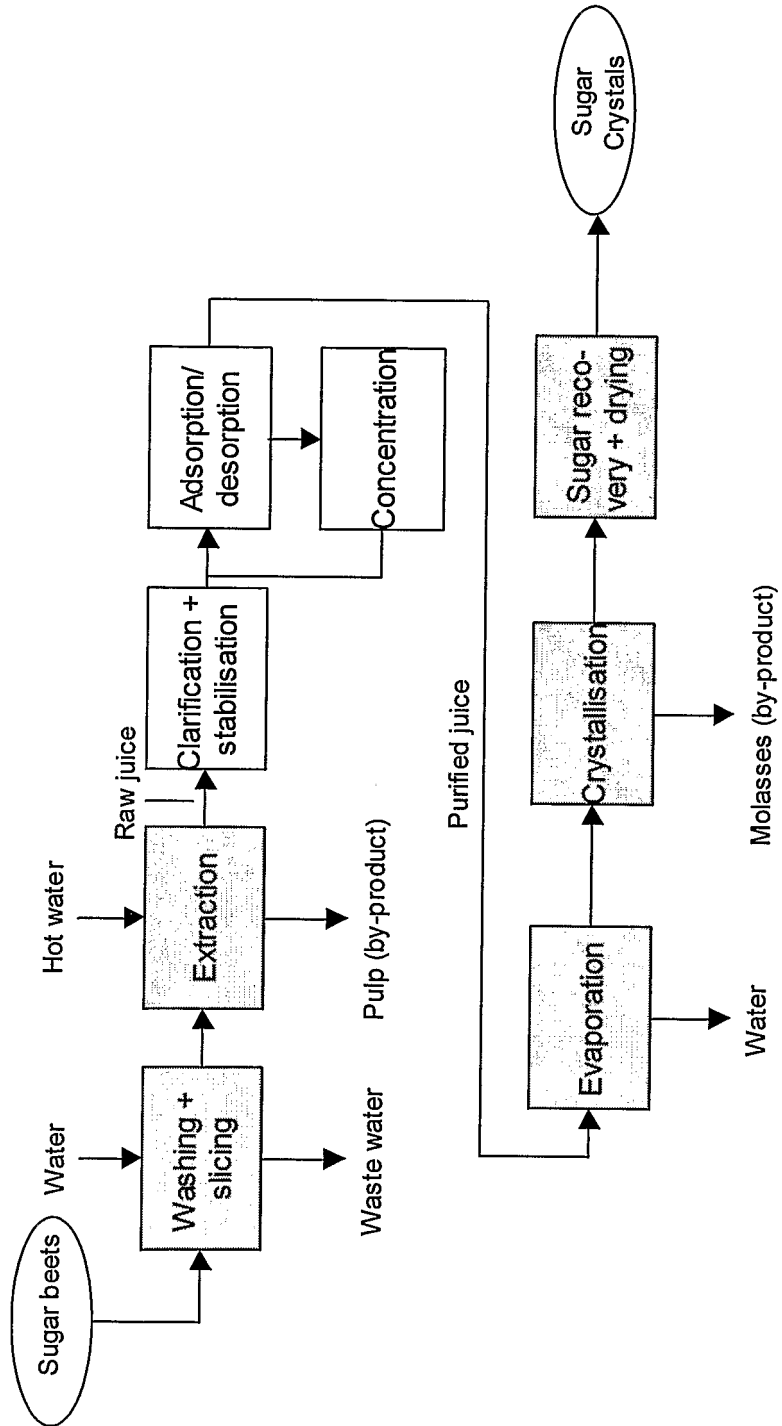 Sugar beets
Water
Washing +
slicing
Waste water
Hot water
Extraction
Pulp (by-product)
Raw juice
Clarification +
stabilisation
Adsorption/
desorption
Concentration
Purified juice
Evaporation
Water
Crystallisation
Molasses (by-product)
Sugar reco-
very + drying
Sugar
Crystals